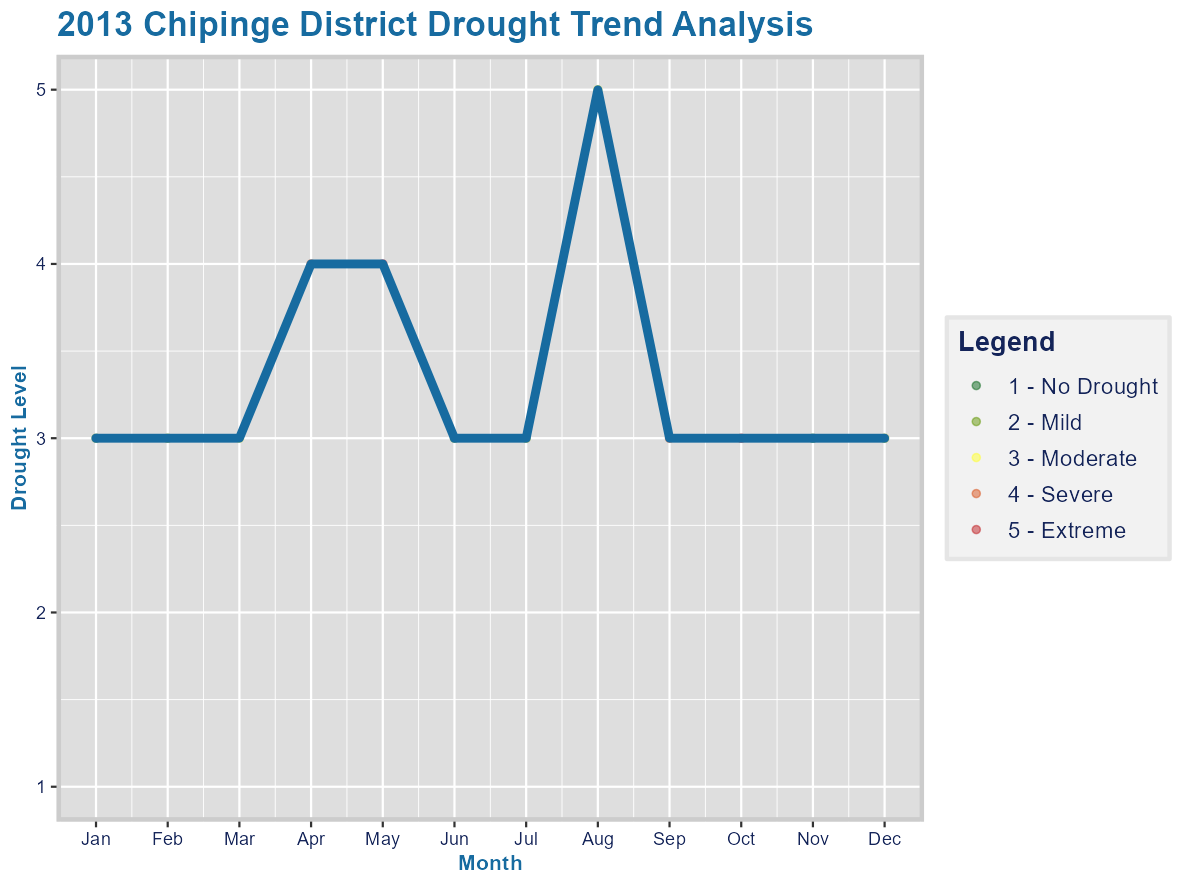 2013 Chipinge District Drought Trend Analysis
5
4
3
2
1
Drought Level
Jan Feb Mar Apr May Jun Jul Aug Sep Oct Nov Dec
Month
Legend
1 - No Drought
2 - Mild
3 - Moderate
4 - Severe
5 - Extreme